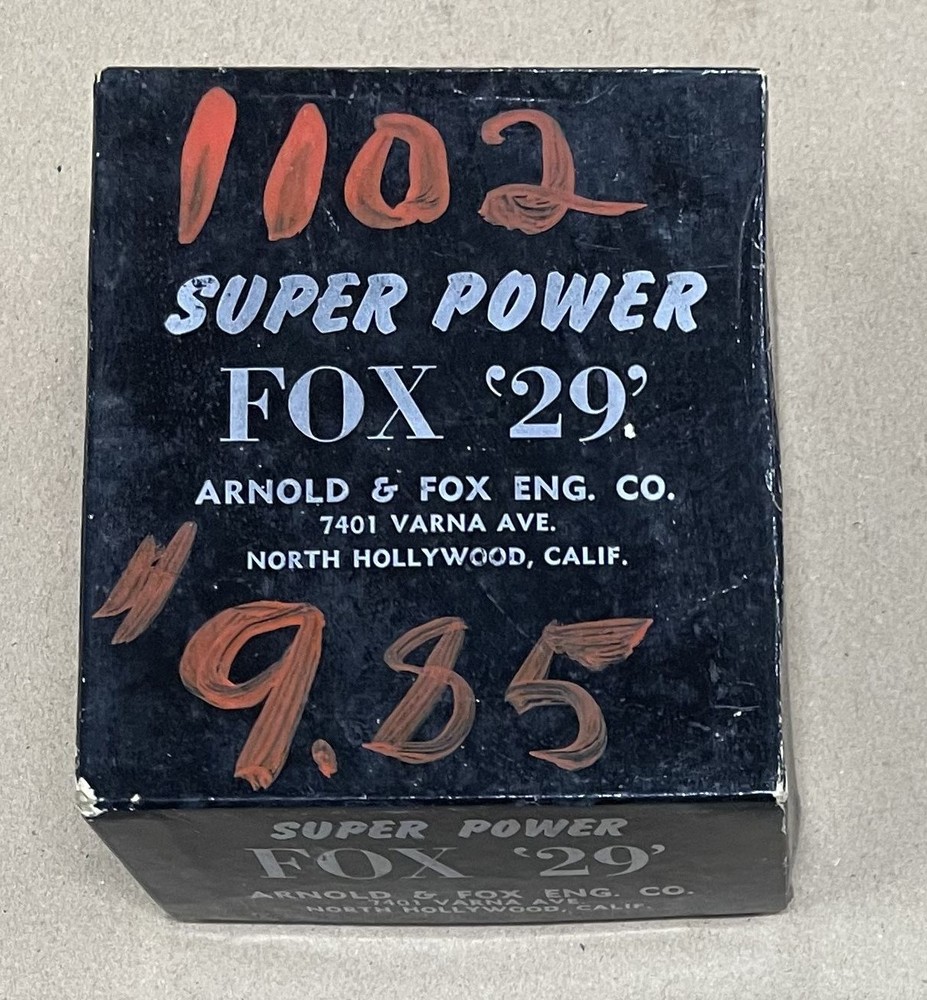 1102
SUPER POWER
FOX ‘29’
ARNOLD & FOX ENG. CO.
7401 VARNA AVE.
NORTH HOLLYWOOD, CALIF.
" 9.85
SUPER POWER
FOX ‘29’
ARNOLD & FOX ENG. CO.
7401 VARNA AVE.
NORTH HOLLYWOOD, CALIF.